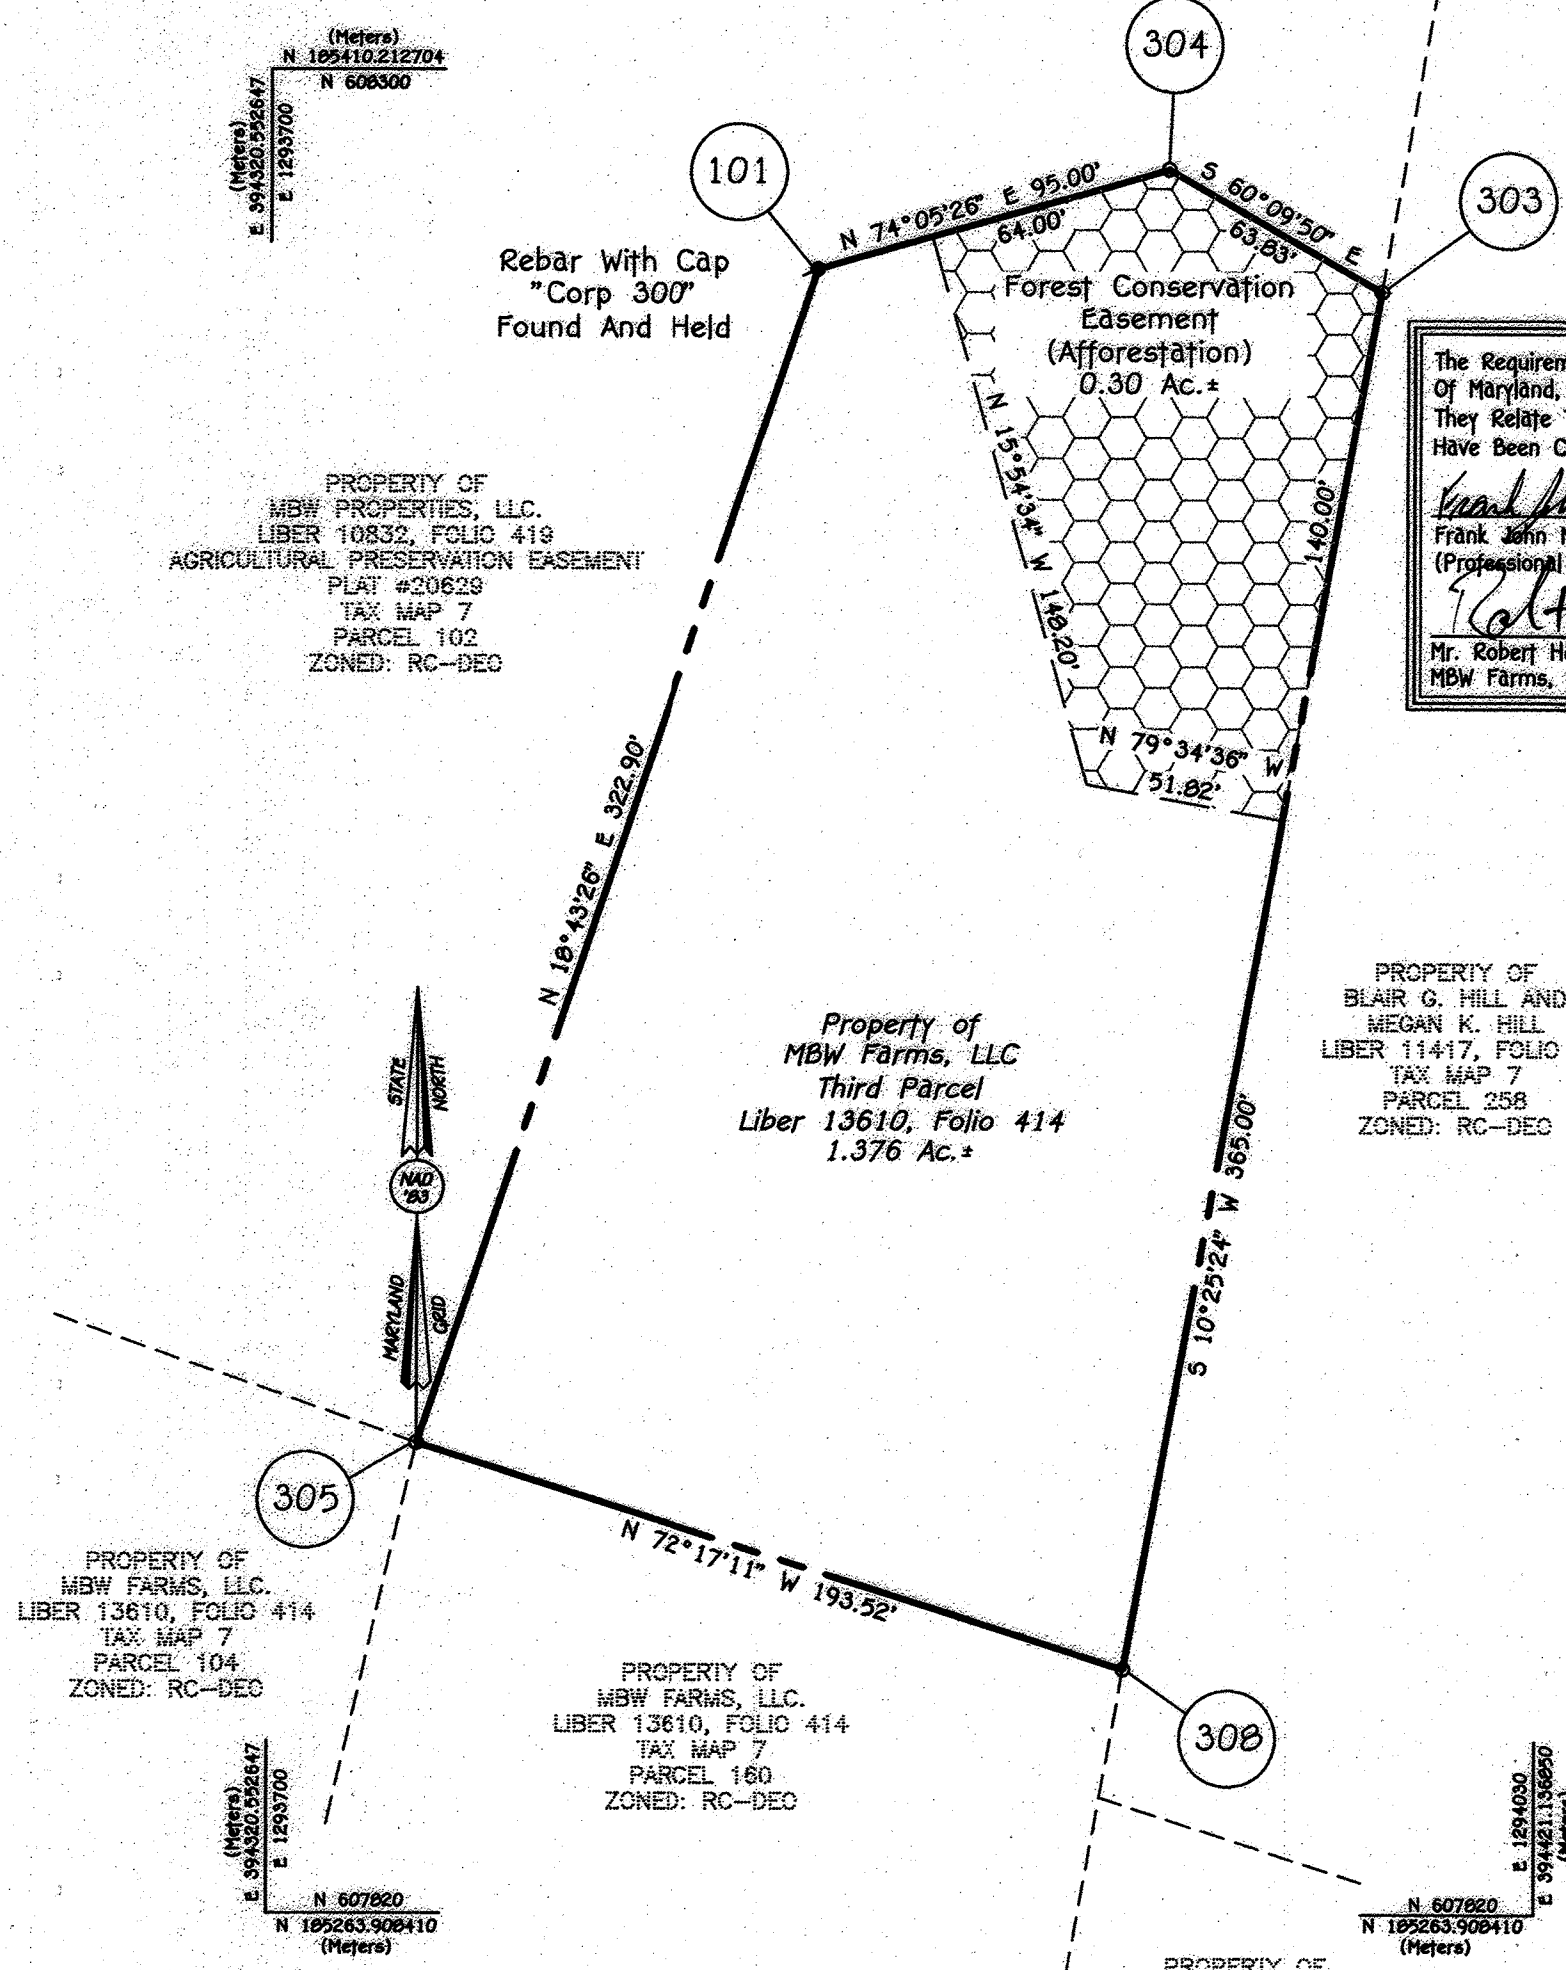 (Meters)
N 185410.212704
N 608300
(Meters)
E 394320.552647
E 1293700
304
101
303
N 74°05'26" E 95.00'
64.00'
S 60°09'50" E
63.83'
Rebar With Cap
"Corp 300"
Found And Held
Forest Conservation
Easement
(Afforestation)
0.30 Ac.±
N 15°54'34" W 148.20'
140.00'
N 79°34'36" W
51.82'
The Requirem
Of Maryland,
They Relate
Have Been C
Frank John
(Professional
Mr. Robert H
MBW Farms,
PROPERTY OF
MBW PROPERTIES, LLC.
LIBER 10832, FOLIO 419
AGRICULTURAL PRESERVATION EASEMENT
PLAT #20629
TAX MAP 7
PARCEL 102
ZONED: RC-DEO
N 18°43'26" E 322.90'
Property of
MBW Farms, LLC
Third Parcel
Liber 13610, Folio 414
1.376 Ac.±
S 10°25'24" W 365.00'
PROPERTY OF
BLAIR G. HILL AND
MEGAN K. HILL
LIBER 11417, FOLIO
TAX MAP 7
PARCEL 258
ZONED: RC-DEO
STATE NORTH
NAD
'83
MARYLAND GRID
305
N 72°17'11" W 193.52'
308
PROPERTY OF
MBW FARMS, LLC.
LIBER 13610, FOLIO 414
TAX MAP 7
PARCEL 104
ZONED: RC-DEO
PROPERTY OF
MBW FARMS, LLC.
LIBER 13610, FOLIO 414
TAX MAP 7
PARCEL 160
ZONED: RC-DEO
(Meters)
E 394320.552647
E 1293700
N 607820
N 185263.908410
(Meters)
E 1294030
E 394421.136850
(Meters)
N 607820
N 185263.908410
(Meters)
PROPERTY OF